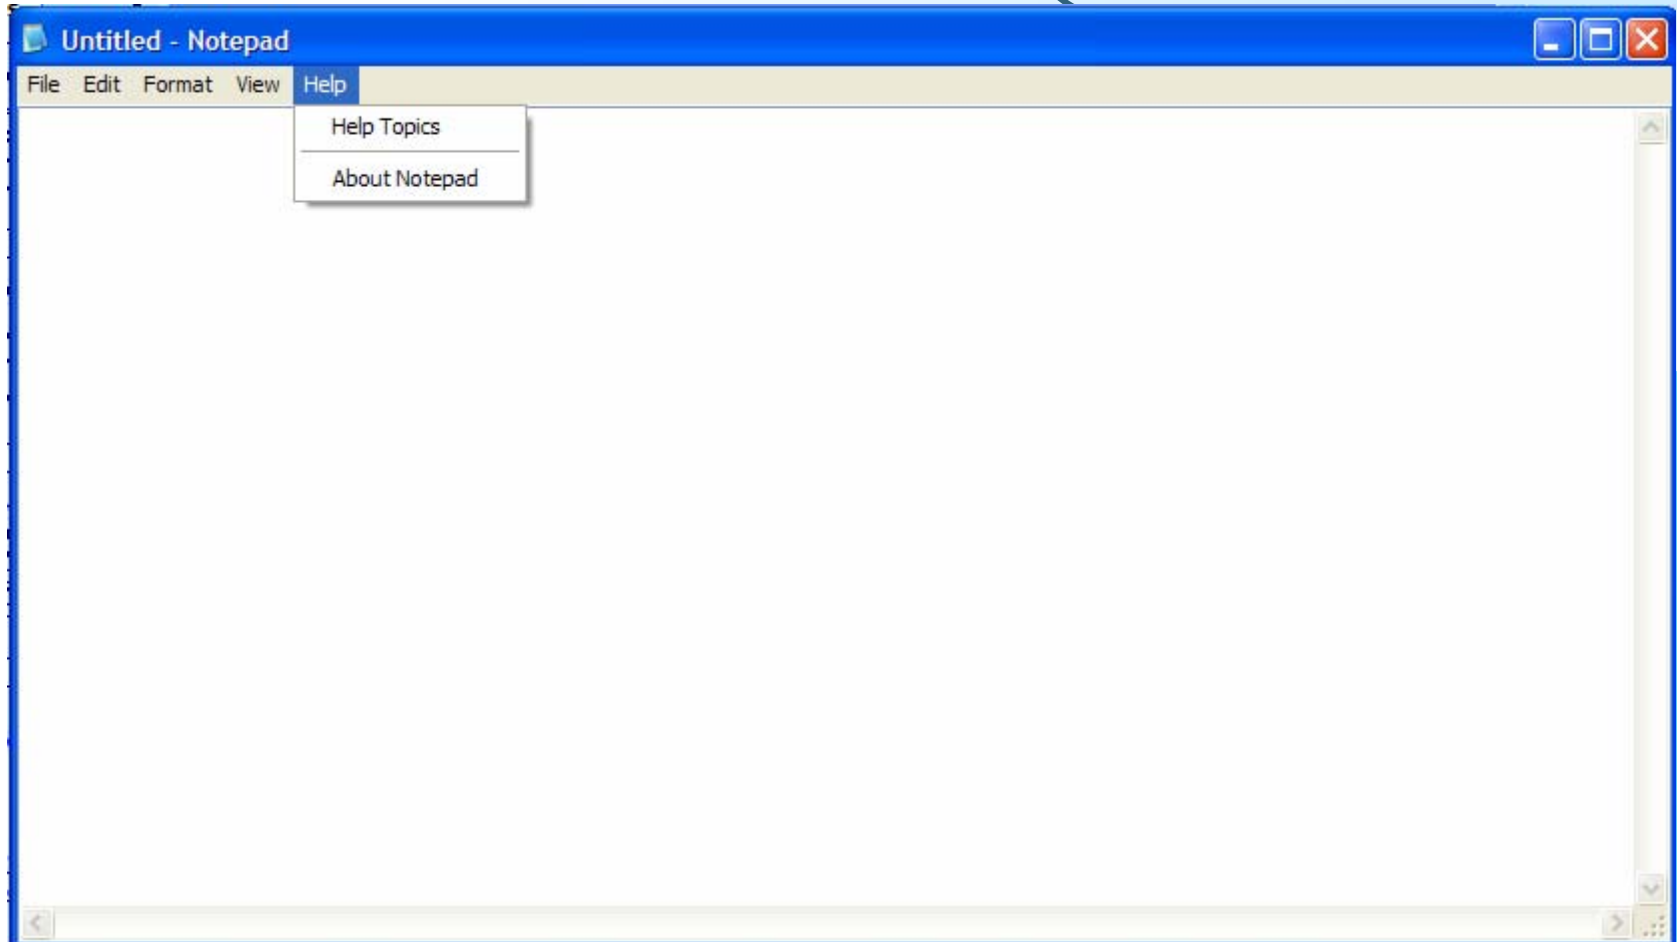 Untitled - Notepad
File Edit Format View Help
Help Topics
About Notepad